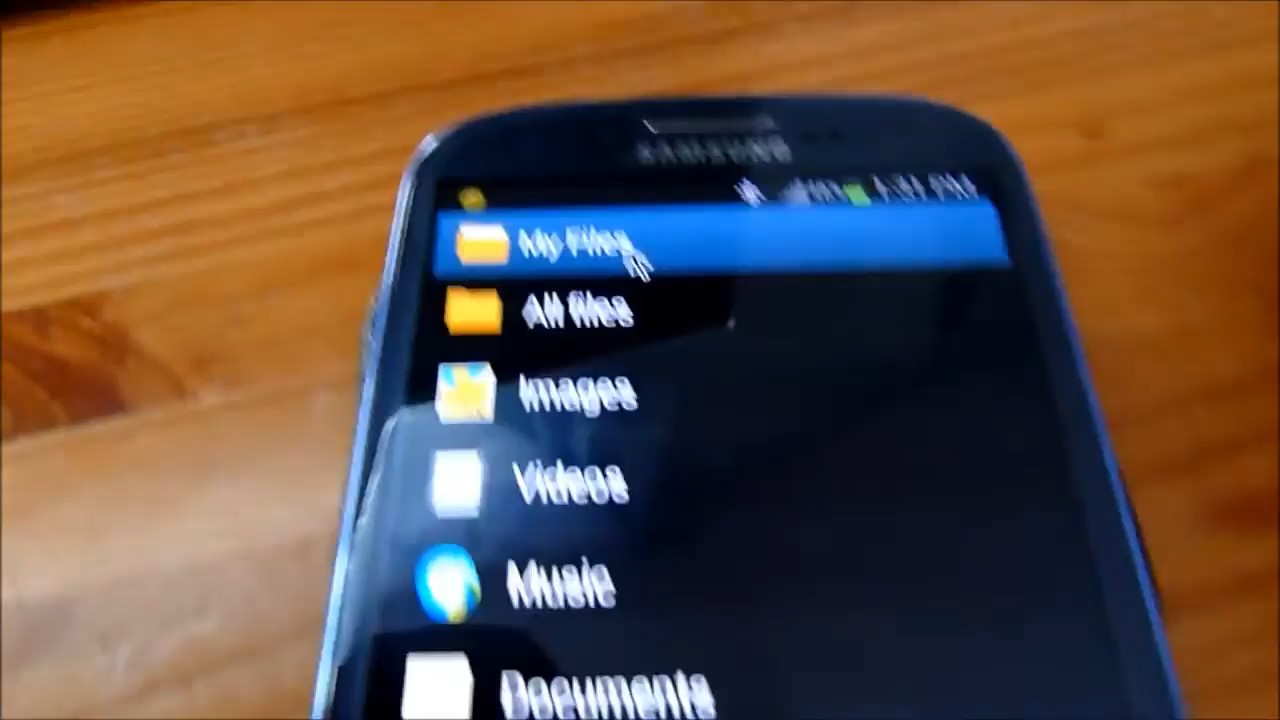 SAMSUNG
My Files
All files
Images
Videos
Music
Documents